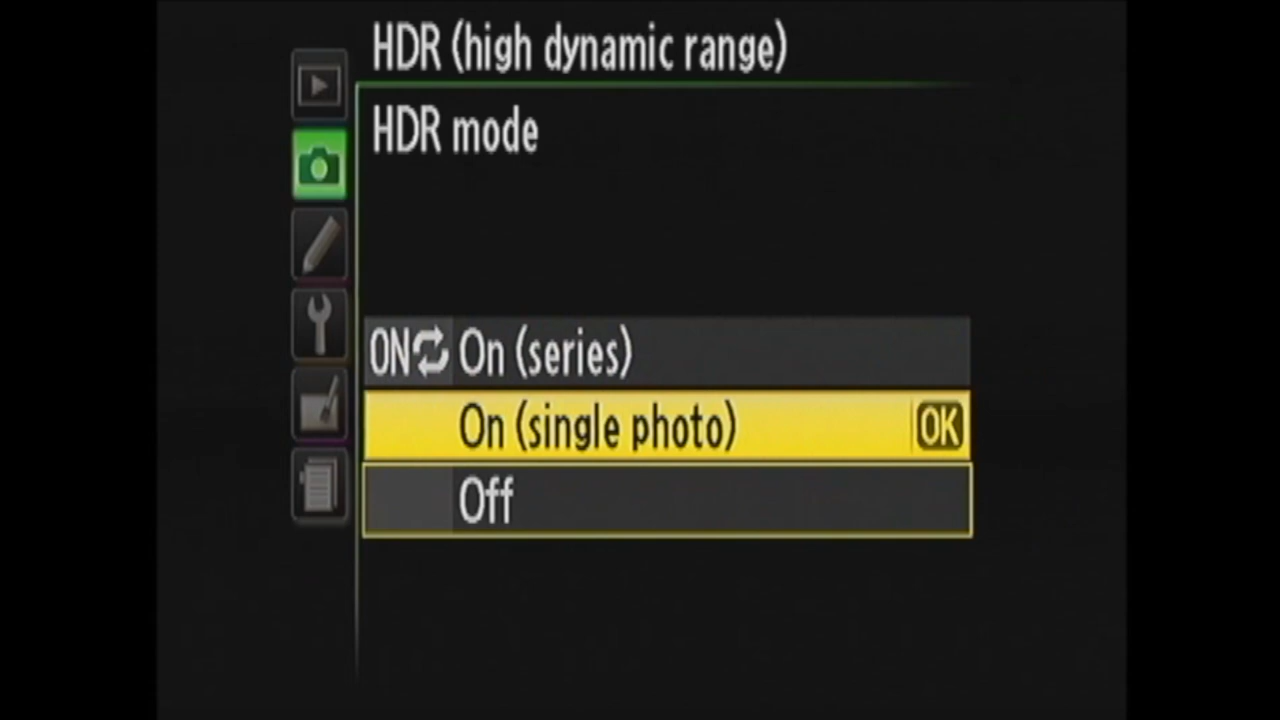 HDR (high dynamic range)
HDR mode
ON On (series)
On (single photo) OK
Off